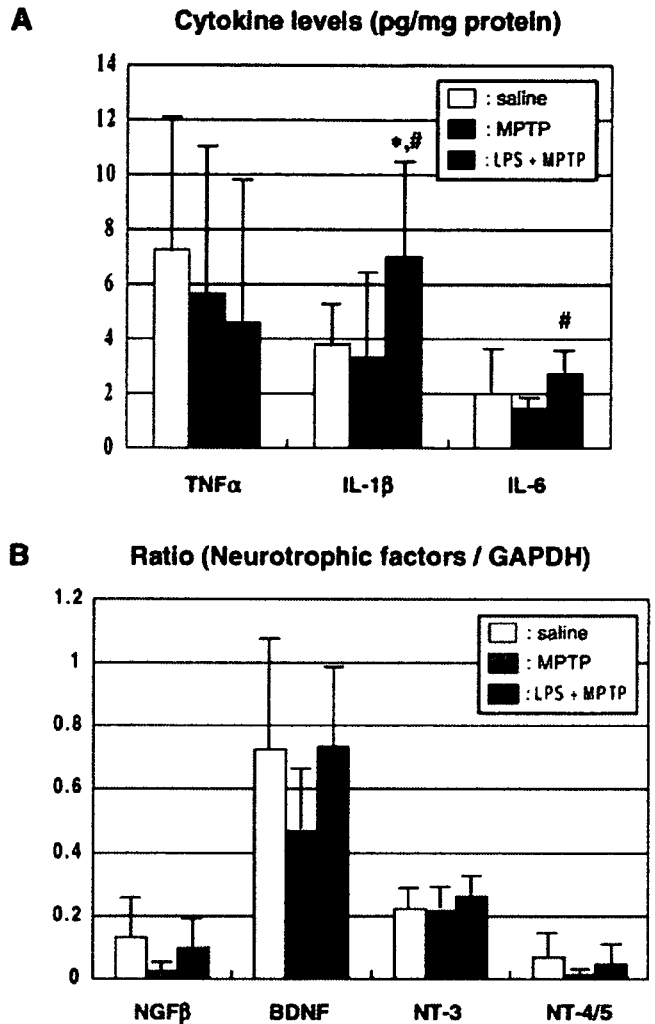 A Cytokine levels (pg/mg protein)
14
12
10
8
6
4
2
0
: saline
: MPTP
: LPS + MPTP
*,#
#
TNFα IL-1β IL-6
B Ratio (Neurotrophic factors / GAPDH)
1.2
1
0.8
0.6
0.4
0.2
0
: saline
: MPTP
: LPS + MPTP
NGFβ BDNF NT-3 NT-4/5